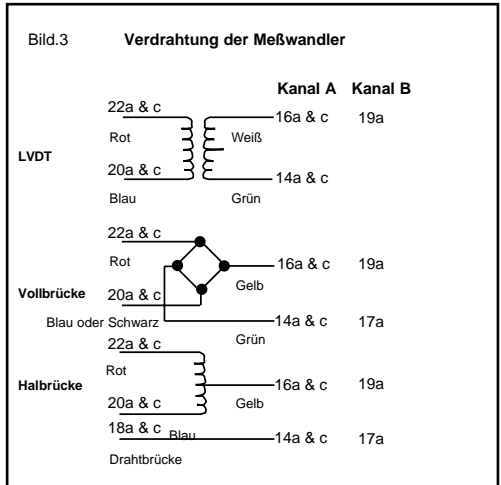 Bild.3 Verdrahtung der Meßwandler
Kanal A Kanal B
22a & c 16a & c 19a
Rot Weiß
LVDT
20a & c 14a & c
Blau Grün
22a & c
Rot 16a & c 19a
Gelb
Vollbrücke 20a & c
Blau oder Schwarz 14a & c 17a
22a & c Grün
Rot
Halbrücke 16a & c 19a
20a & c Gelb
18a & c Blau 14a & c 17a
Drahtbrücke